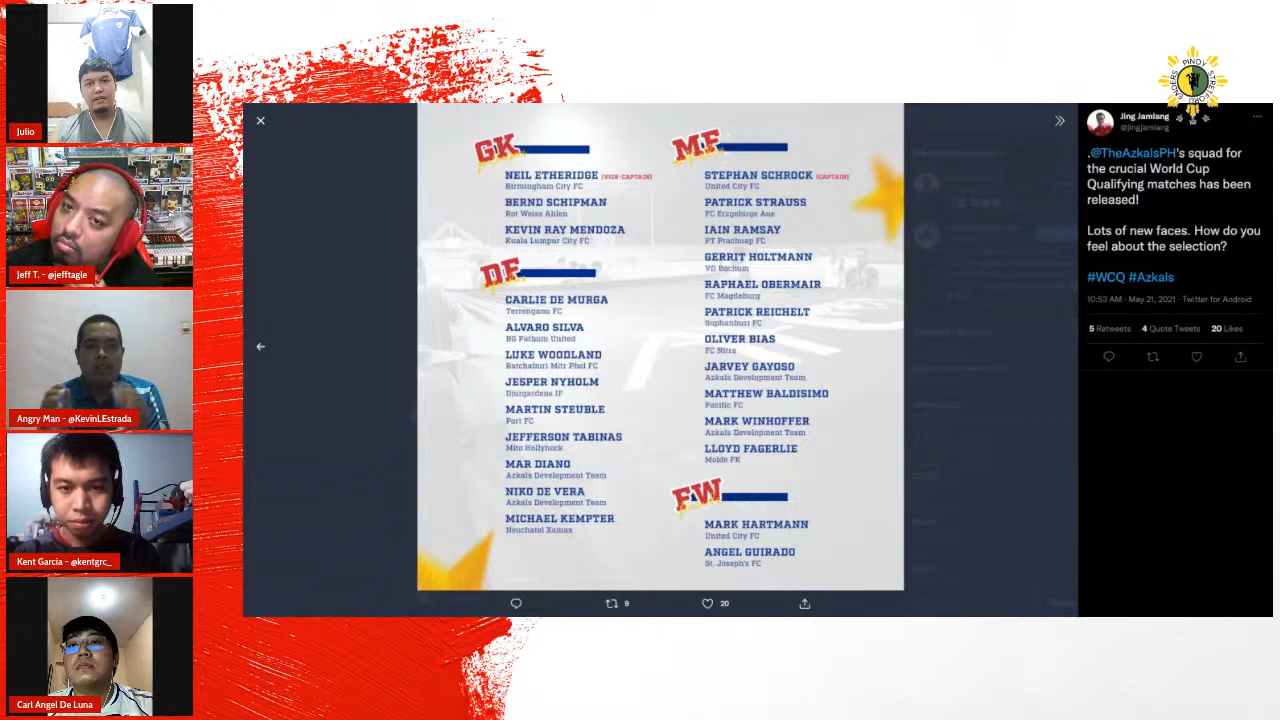 Julio
Jeff T. - @jefftagle
Angry Man - @KevinLEstrada
Kent Garcia - @kentgrc_
Carl Angel De Luna
GK
NEIL ETHERIDGE (VICE-CAPTAIN)
Birmingham City FC
BERND SCHIPMAN
Rot Weiss Ahlen
KEVIN RAY MENDOZA
Kuala Lumpur City FC
DF
CARLIE DE MURGA
Terrengganu FC
ALVARO SILVA
BG Pathum United
LUKE WOODLAND
Ratchaburi Mitr Phol FC
JESPER NYHOLM
Djurgardens IF
MARTIN STEUBLE
Port FC
JEFFERSON TABINAS
Mito Hollyhock
MAR DIANO
Azkals Development Team
NIKO DE VERA
Azkals Development Team
MICHAEL KEMPTER
Neuchatel Xamax
MF
STEPHAN SCHROCK (CAPTAIN)
United City FC
PATRICK STRAUSS
FC Erzgebirge Aue
IAIN RAMSAY
PT Prachuap FC
GERRIT HOLTMANN
Vfl Bochum
RAPHAEL OBERMAIR
FC Magdeburg
PATRICK REICHELT
Suphanburi FC
OLIVER BIAS
FC Nitra
JARVEY GAYOSO
Azkals Development Team
MATTHEW BALDISIMO
Pacific FC
MARK WINHOFFER
Azkals Development Team
LLOYD FAGERLIE
Molde FK
FW
MARK HARTMANN
United City FC
ANGEL GUIRADO
St. Joseph's FC
9
20
PINOY STRETFORD ENDERS
Jing Jamlang
@jingjamlang
.@TheAzkalsPH's squad for
the crucial World Cup
Qualifying matches has been
released!
Lots of new faces. How do you
feel about the selection?
#WCQ #Azkals
10:53 AM · May 21, 2021 · Twitter for Android
5 Retweets 4 Quote Tweets 20 Likes